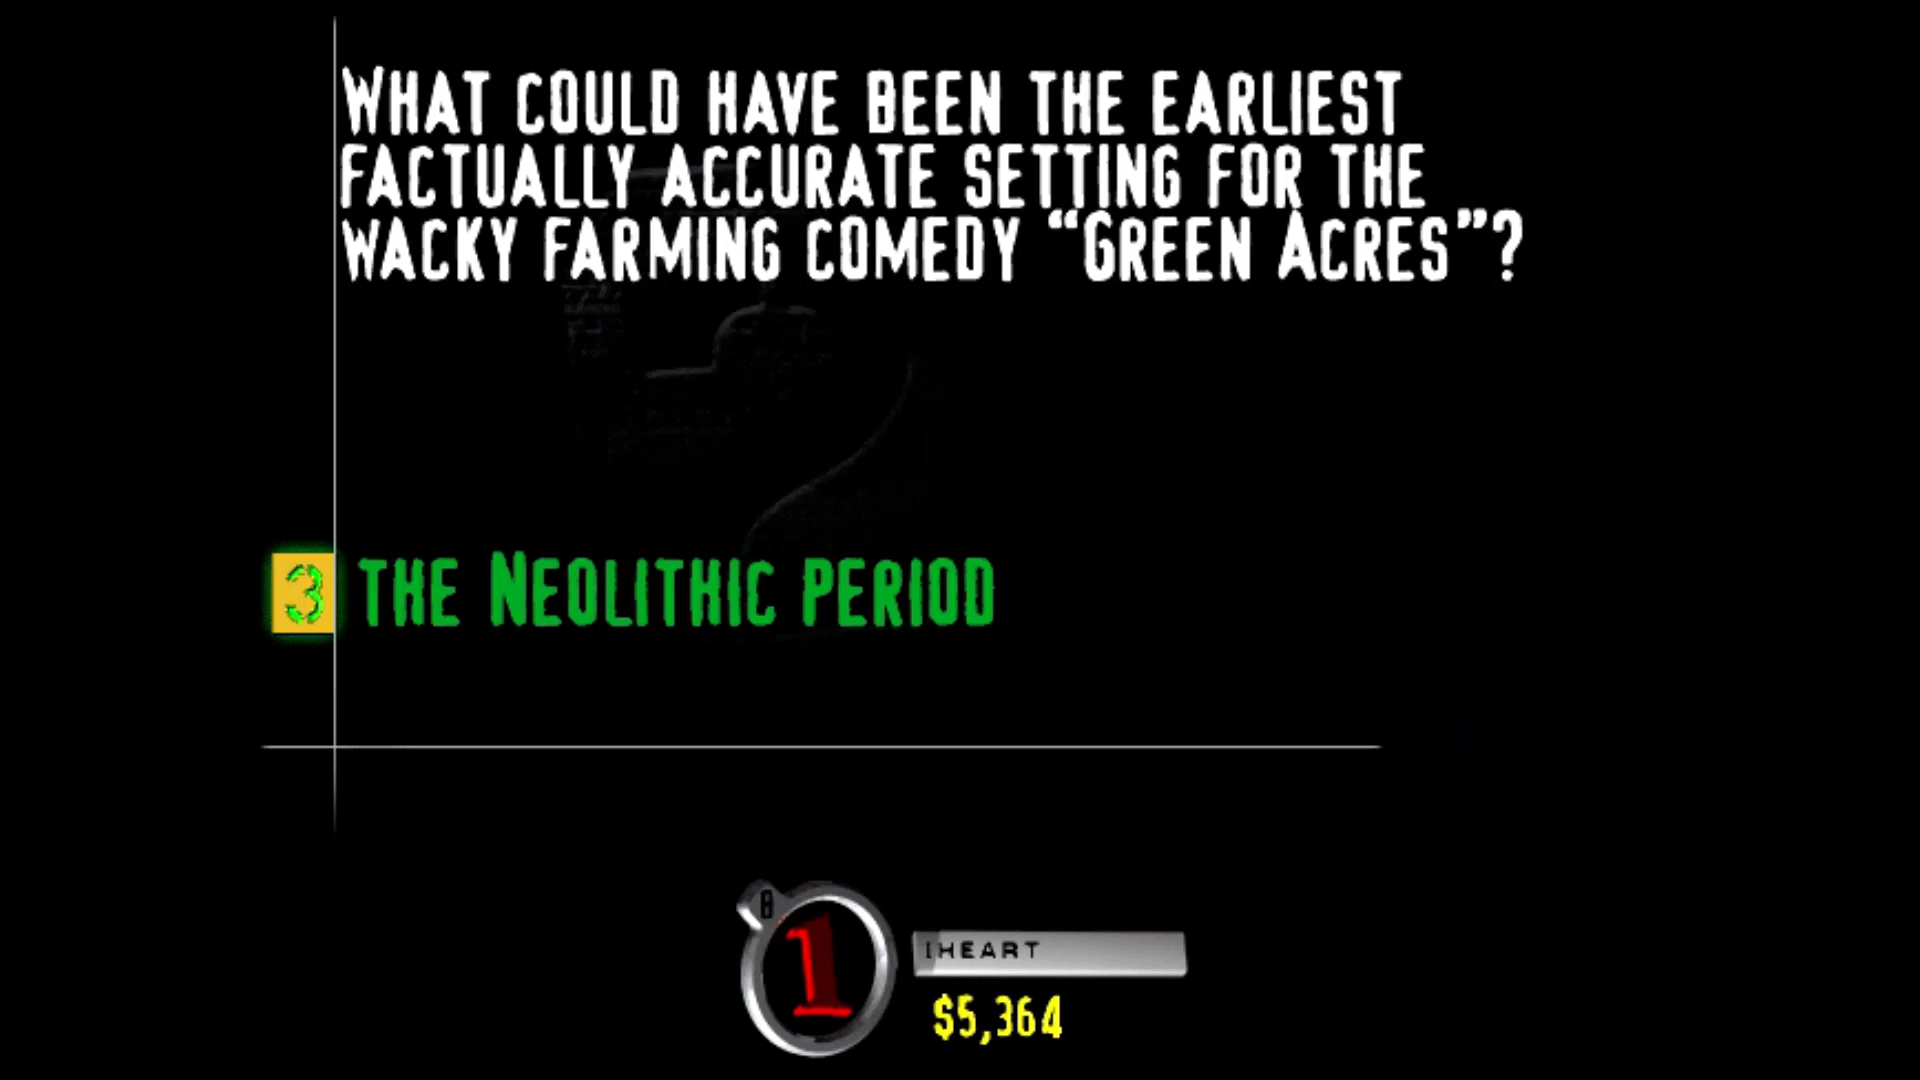 WHAT COULD HAVE BEEN THE EARLIEST
FACTUALLY ACCURATE SETTING FOR THE
WACKY FARMING COMEDY “GREEN ACRES”?
3 THE NEOLITHIC PERIOD
B
1
IHEART
$5,364